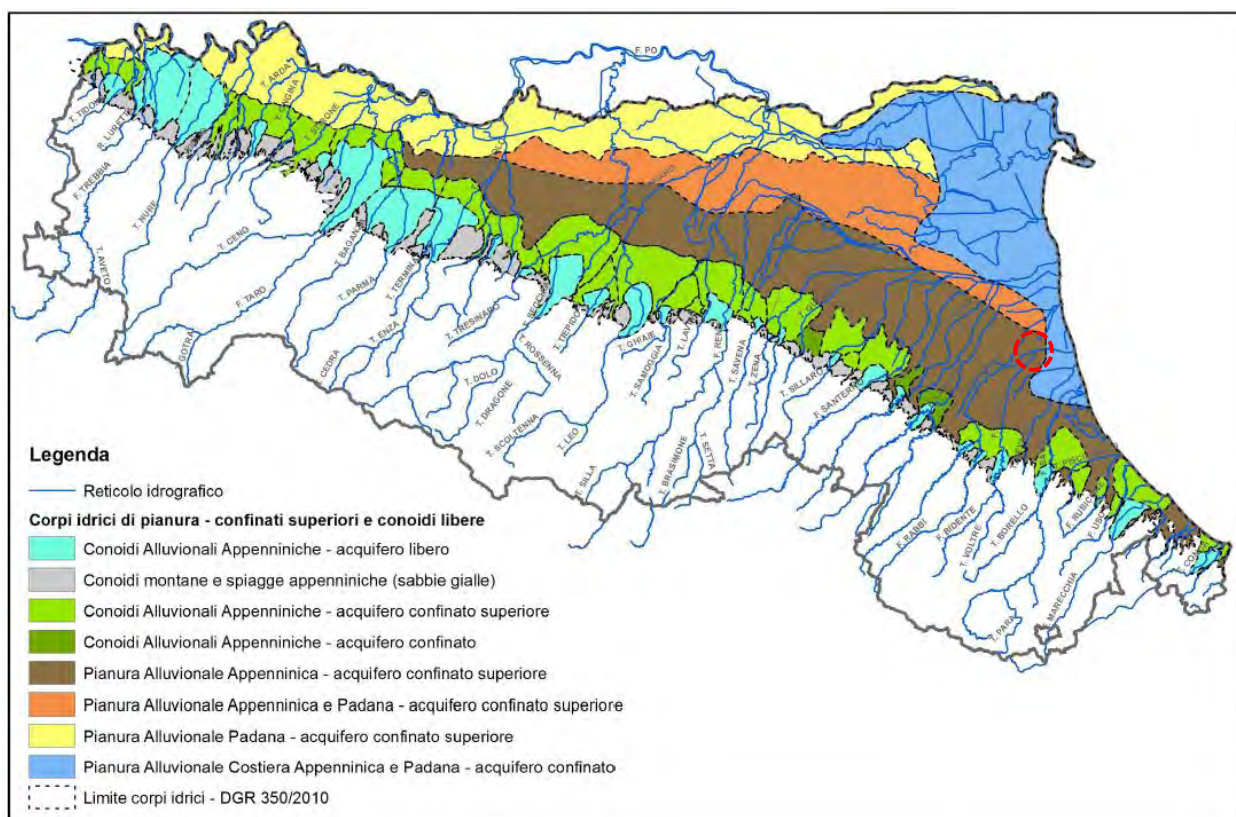 F. PO
T. ARDA
T. ONGINA
T. TIDONE
R. LURETTA
F. TREBBIA
T. NURE
T. AVETO
T. CENO
F. TARO
T. BAGANZA
T. PARMA
T. TERMINA
T. ENZA
T. TRESINARO
T. SECCHIA
T. TIEPIDO
T. ROSSENNA
T. DOLO
T. DRAGONE
T. SCOLTENNA
T. LEO
T. GHIAIE
T. SAMOGGIA
T. LAV
F. REN
T. SAVENA
T. ZENA
T. SILLARO
F. SANTERNO
T. SILLA
T. BRASIMONE
T. SETTA
GOTRA
CEDRA
F. RABBI
F. BIDENTE
T. VOLTRE
T. BORELLO
F. RUBICO
F. USO
T. MARECCHIA
T. PARA
Legenda
Reticolo idrografico
Corpi idrici di pianura - confinati superiori e conoidi libere
Conoidi Alluvionali Appenniniche - acquifero libero
Conoidi montane e spiagge appenniniche (sabbie gialle)
Conoidi Alluvionali Appenniniche - acquifero confinato superiore
Conoidi Alluvionali Appenniniche - acquifero confinato
Pianura Alluvionale Appenninica - acquifero confinato superiore
Pianura Alluvionale Appenninica e Padana - acquifero confinato superiore
Pianura Alluvionale Padana - acquifero confinato superiore
Pianura Alluvionale Costiera Appenninica e Padana - acquifero confinato
Limite corpi idrici - DGR 350/2010